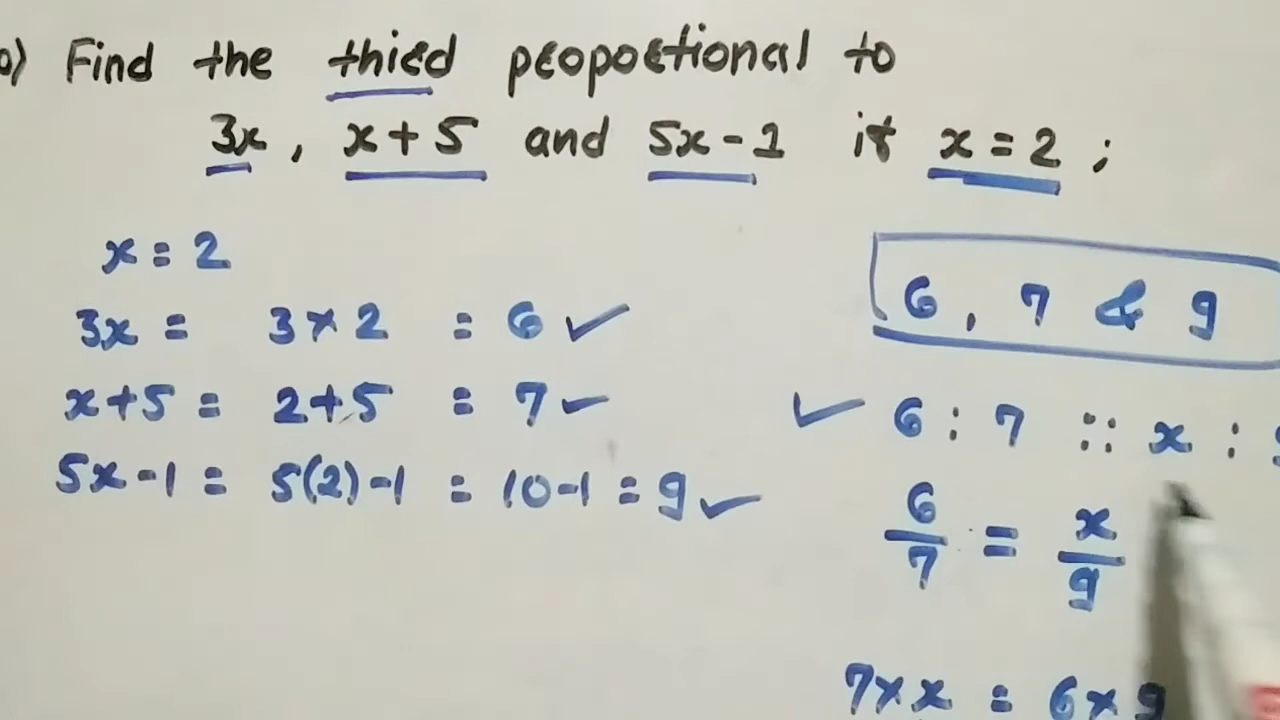 Find the third proportional to
3x, x+5 and 5x-1 if x=2;
x=2
3x = 3×2 = 6 ✓
x+5 = 2+5 = 7 ✓
5x-1 = 5(2)-1 = 10-1 = 9 ✓
6, 7 & 9
✓ 6 : 7 :: x :
6/7 = x/9
7×x = 6×9